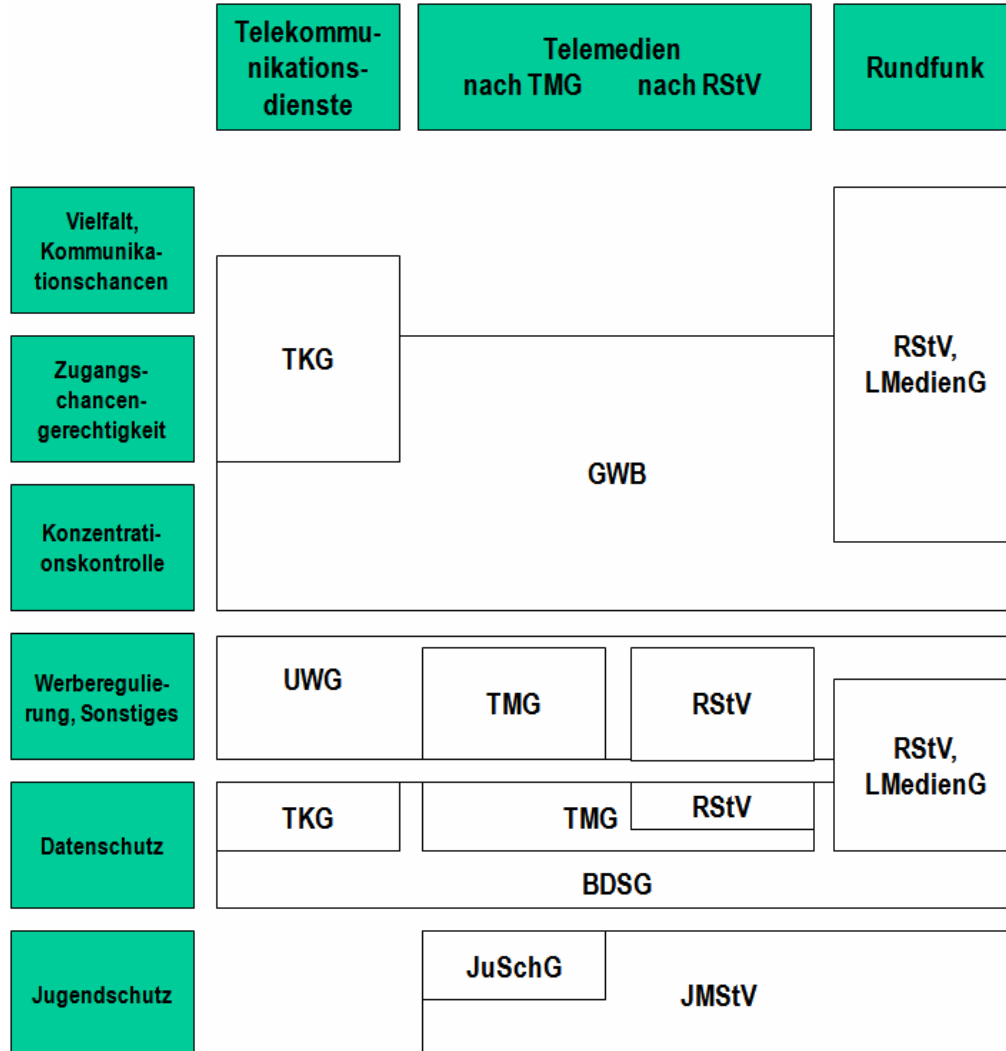 Telekommu-
nikations-
dienste
Telemedien
nach TMG nach RStV
Rundfunk
Vielfalt,
Kommunika-
tionschancen
Zugangs-
chancen-
gerechtigkeit
Konzentrati-
onskontrolle
TKG
GWB
RStV,
LMedienG
Werberegulie-
rung, Sonstiges
UWG
TMG
RStV
RStV,
LMedienG
Datenschutz
TKG
TMG
RStV
BDSG
Jugendschutz
JuSchG
JMStV